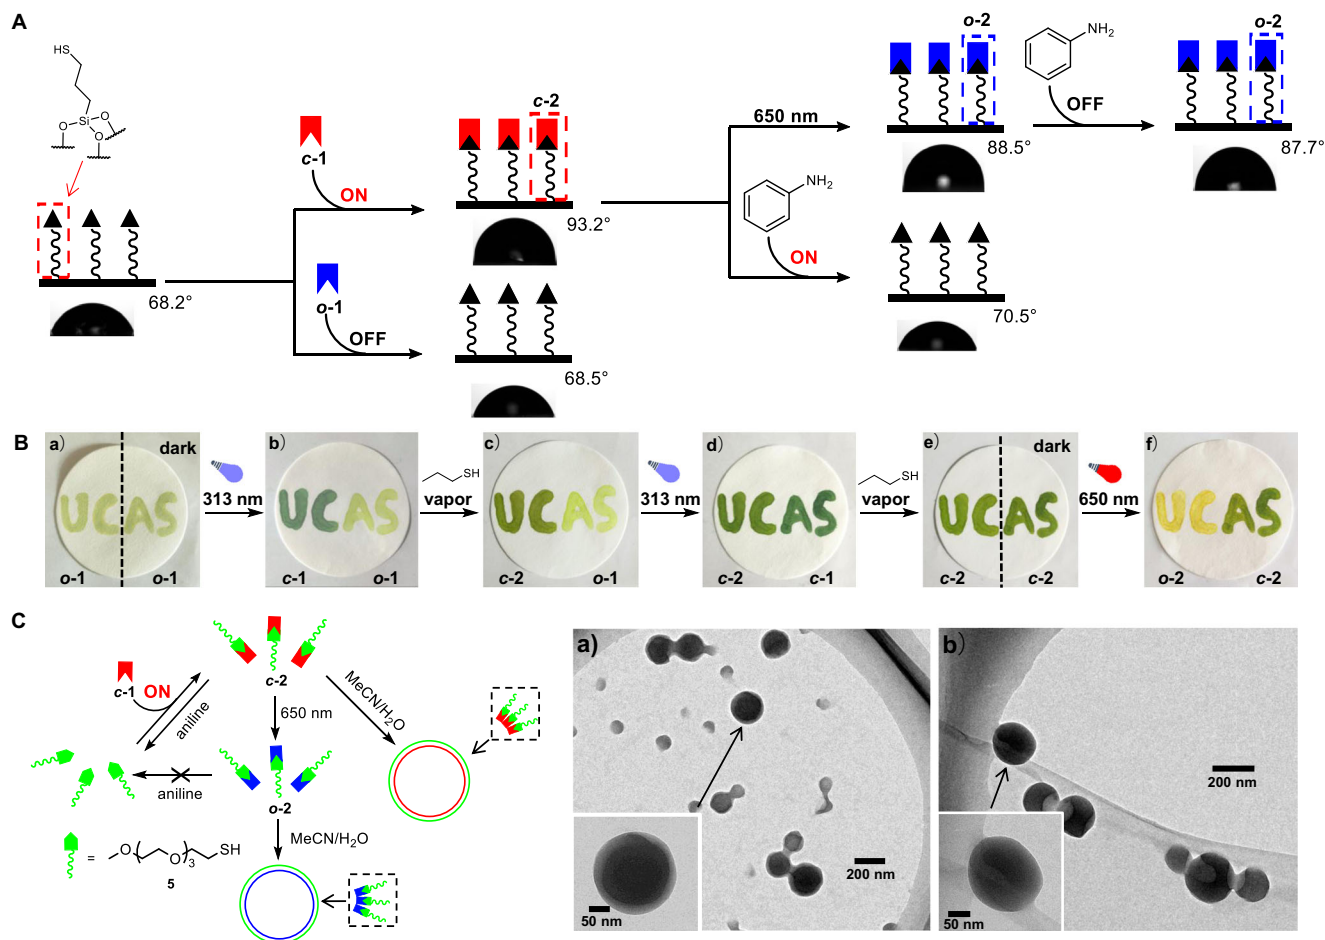 A
HS
Si
O
O
O
68.2°
c-1
ON
o-1
OFF
c-2
93.2°
68.5°
650 nm
NH2
ON
o-2
88.5°
70.5°
NH2
OFF
o-2
87.7°
B
a)
dark
UCAS
o-1
o-1
313 nm
b)
UCAS
c-1
o-1
SH
vapor
c)
UCAS
c-2
o-1
313 nm
d)
UCAS
c-2
c-1
SH
vapor
e)
dark
UCAS
c-2
c-2
650 nm
f)
UCAS
o-2
c-2
C
c-1
ON
aniline
c-2
650 nm
MeCN/H2O
aniline
o-2
MeCN/H2O
= O( O)3 SH
5
a)
200 nm
50 nm
b)
200 nm
50 nm